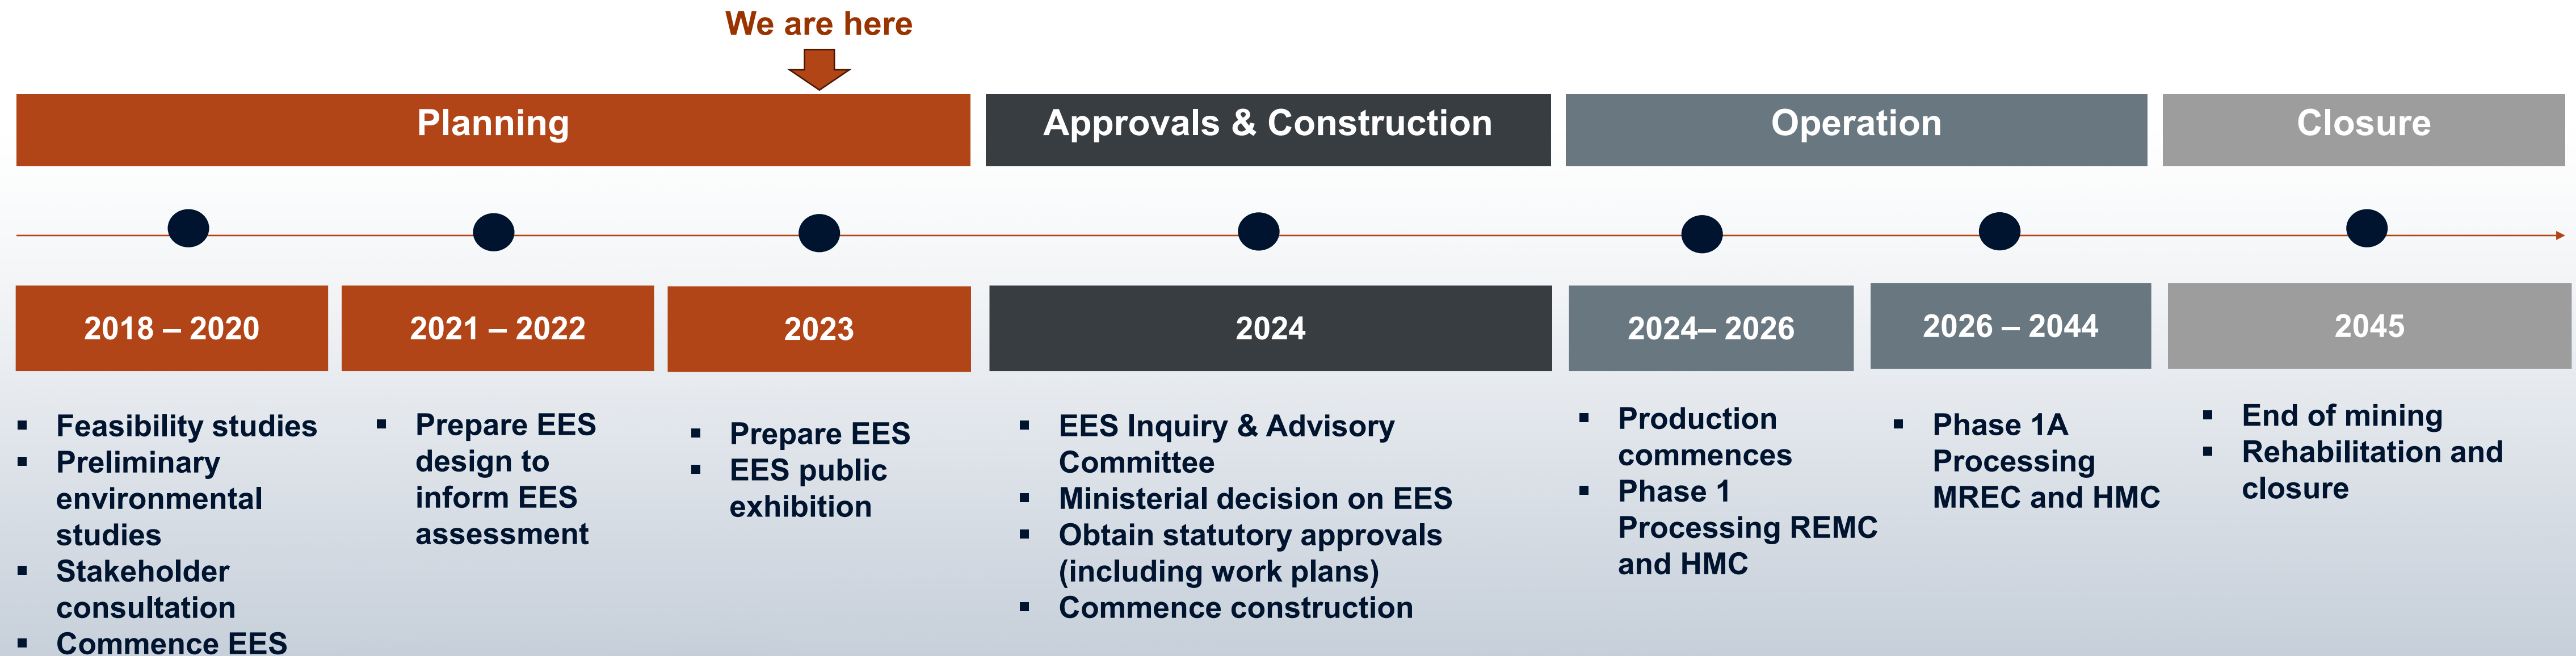 We are here
Planning
Approvals & Construction
Operation
Closure
2018 – 2020
2021 – 2022
2023
2024
2024– 2026
2026 – 2044
2045
▪ Feasibility studies
▪ Preliminary
environmental
studies
▪ Stakeholder
consultation
▪ Commence EES
▪ Prepare EES
design to
inform EES
assessment
▪ Prepare EES
▪ EES public
exhibition
▪ EES Inquiry & Advisory
Committee
▪ Ministerial decision on EES
▪ Obtain statutory approvals
(including work plans)
▪ Commence construction
▪ Production
commences
▪ Phase 1
Processing REMC
and HMC
▪ Phase 1A
Processing
MREC and HMC
▪ End of mining
▪ Rehabilitation and
closure